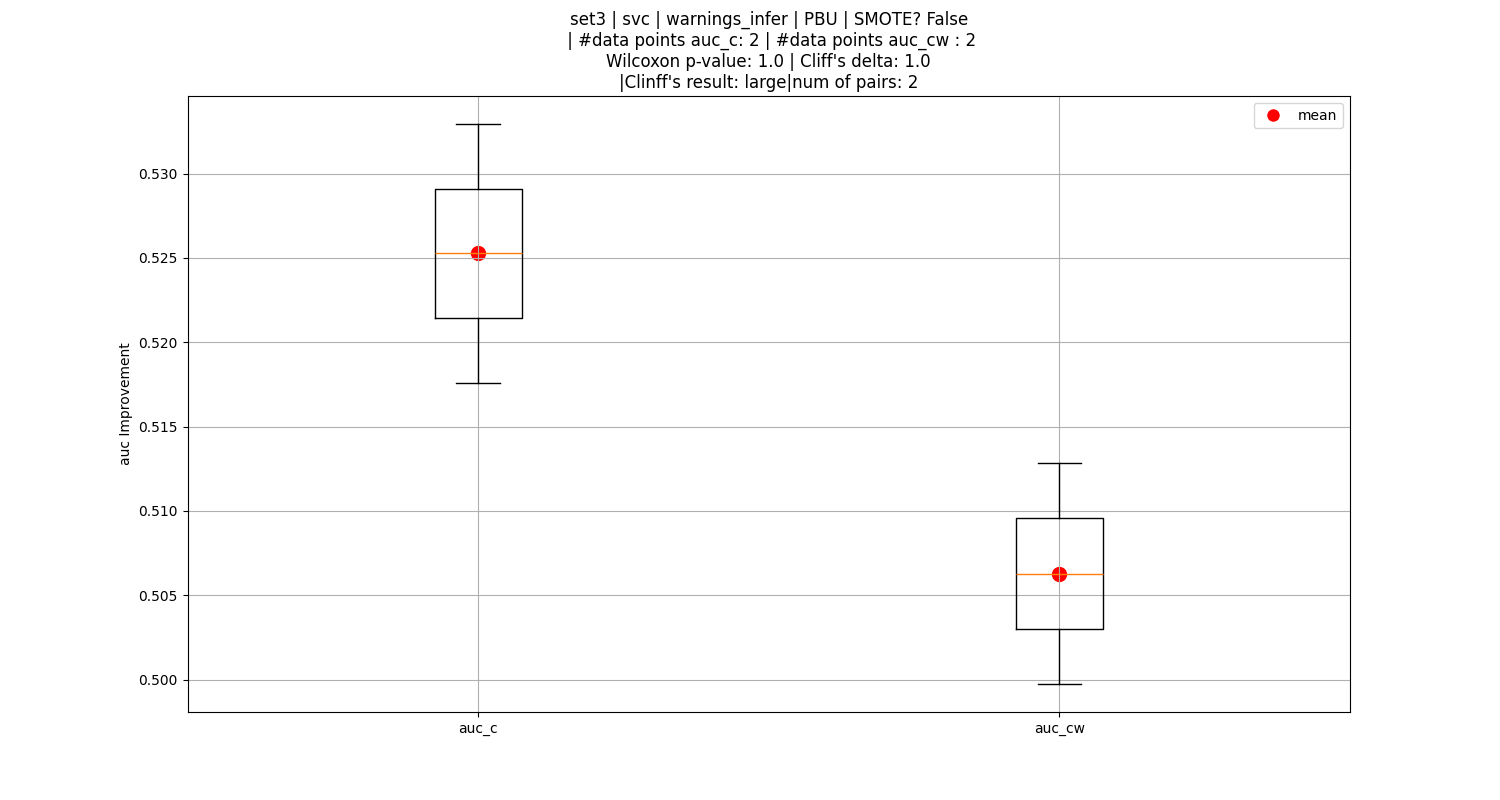 set3 | svc | warnings_infer | PBU | SMOTE? False
| #data points auc_c: 2 | #data points auc_cw : 2
Wilcoxon p-value: 1.0 | Cliff's delta: 1.0
|Clinff's result: large|num of pairs: 2
mean
0.530
0.525
0.520
0.515
0.510
0.505
0.500
auc Improvement
auc_c
auc_cw